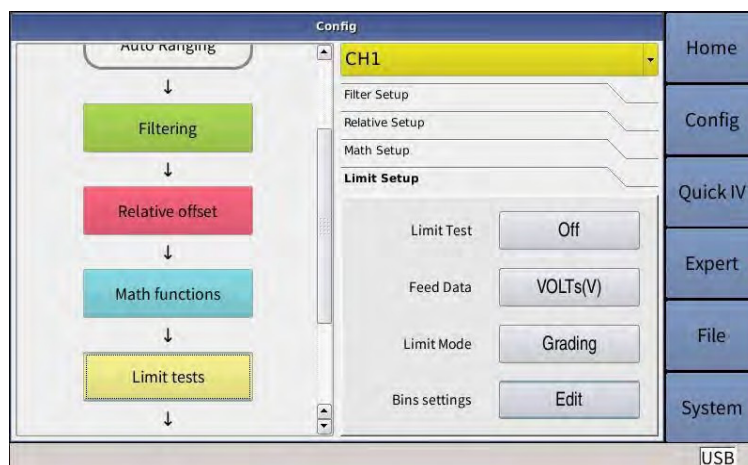 Config
Auto Ranging
↓
Filtering
↓
Relative offset
↓
Math functions
↓
Limit tests
↓
CH1
Filter Setup
Relative Setup
Math Setup
Limit Setup
Limit Test Off
Feed Data VOLTs(V)
Limit Mode Grading
Bins settings Edit
Home
Config
Quick IV
Expert
File
System
USB